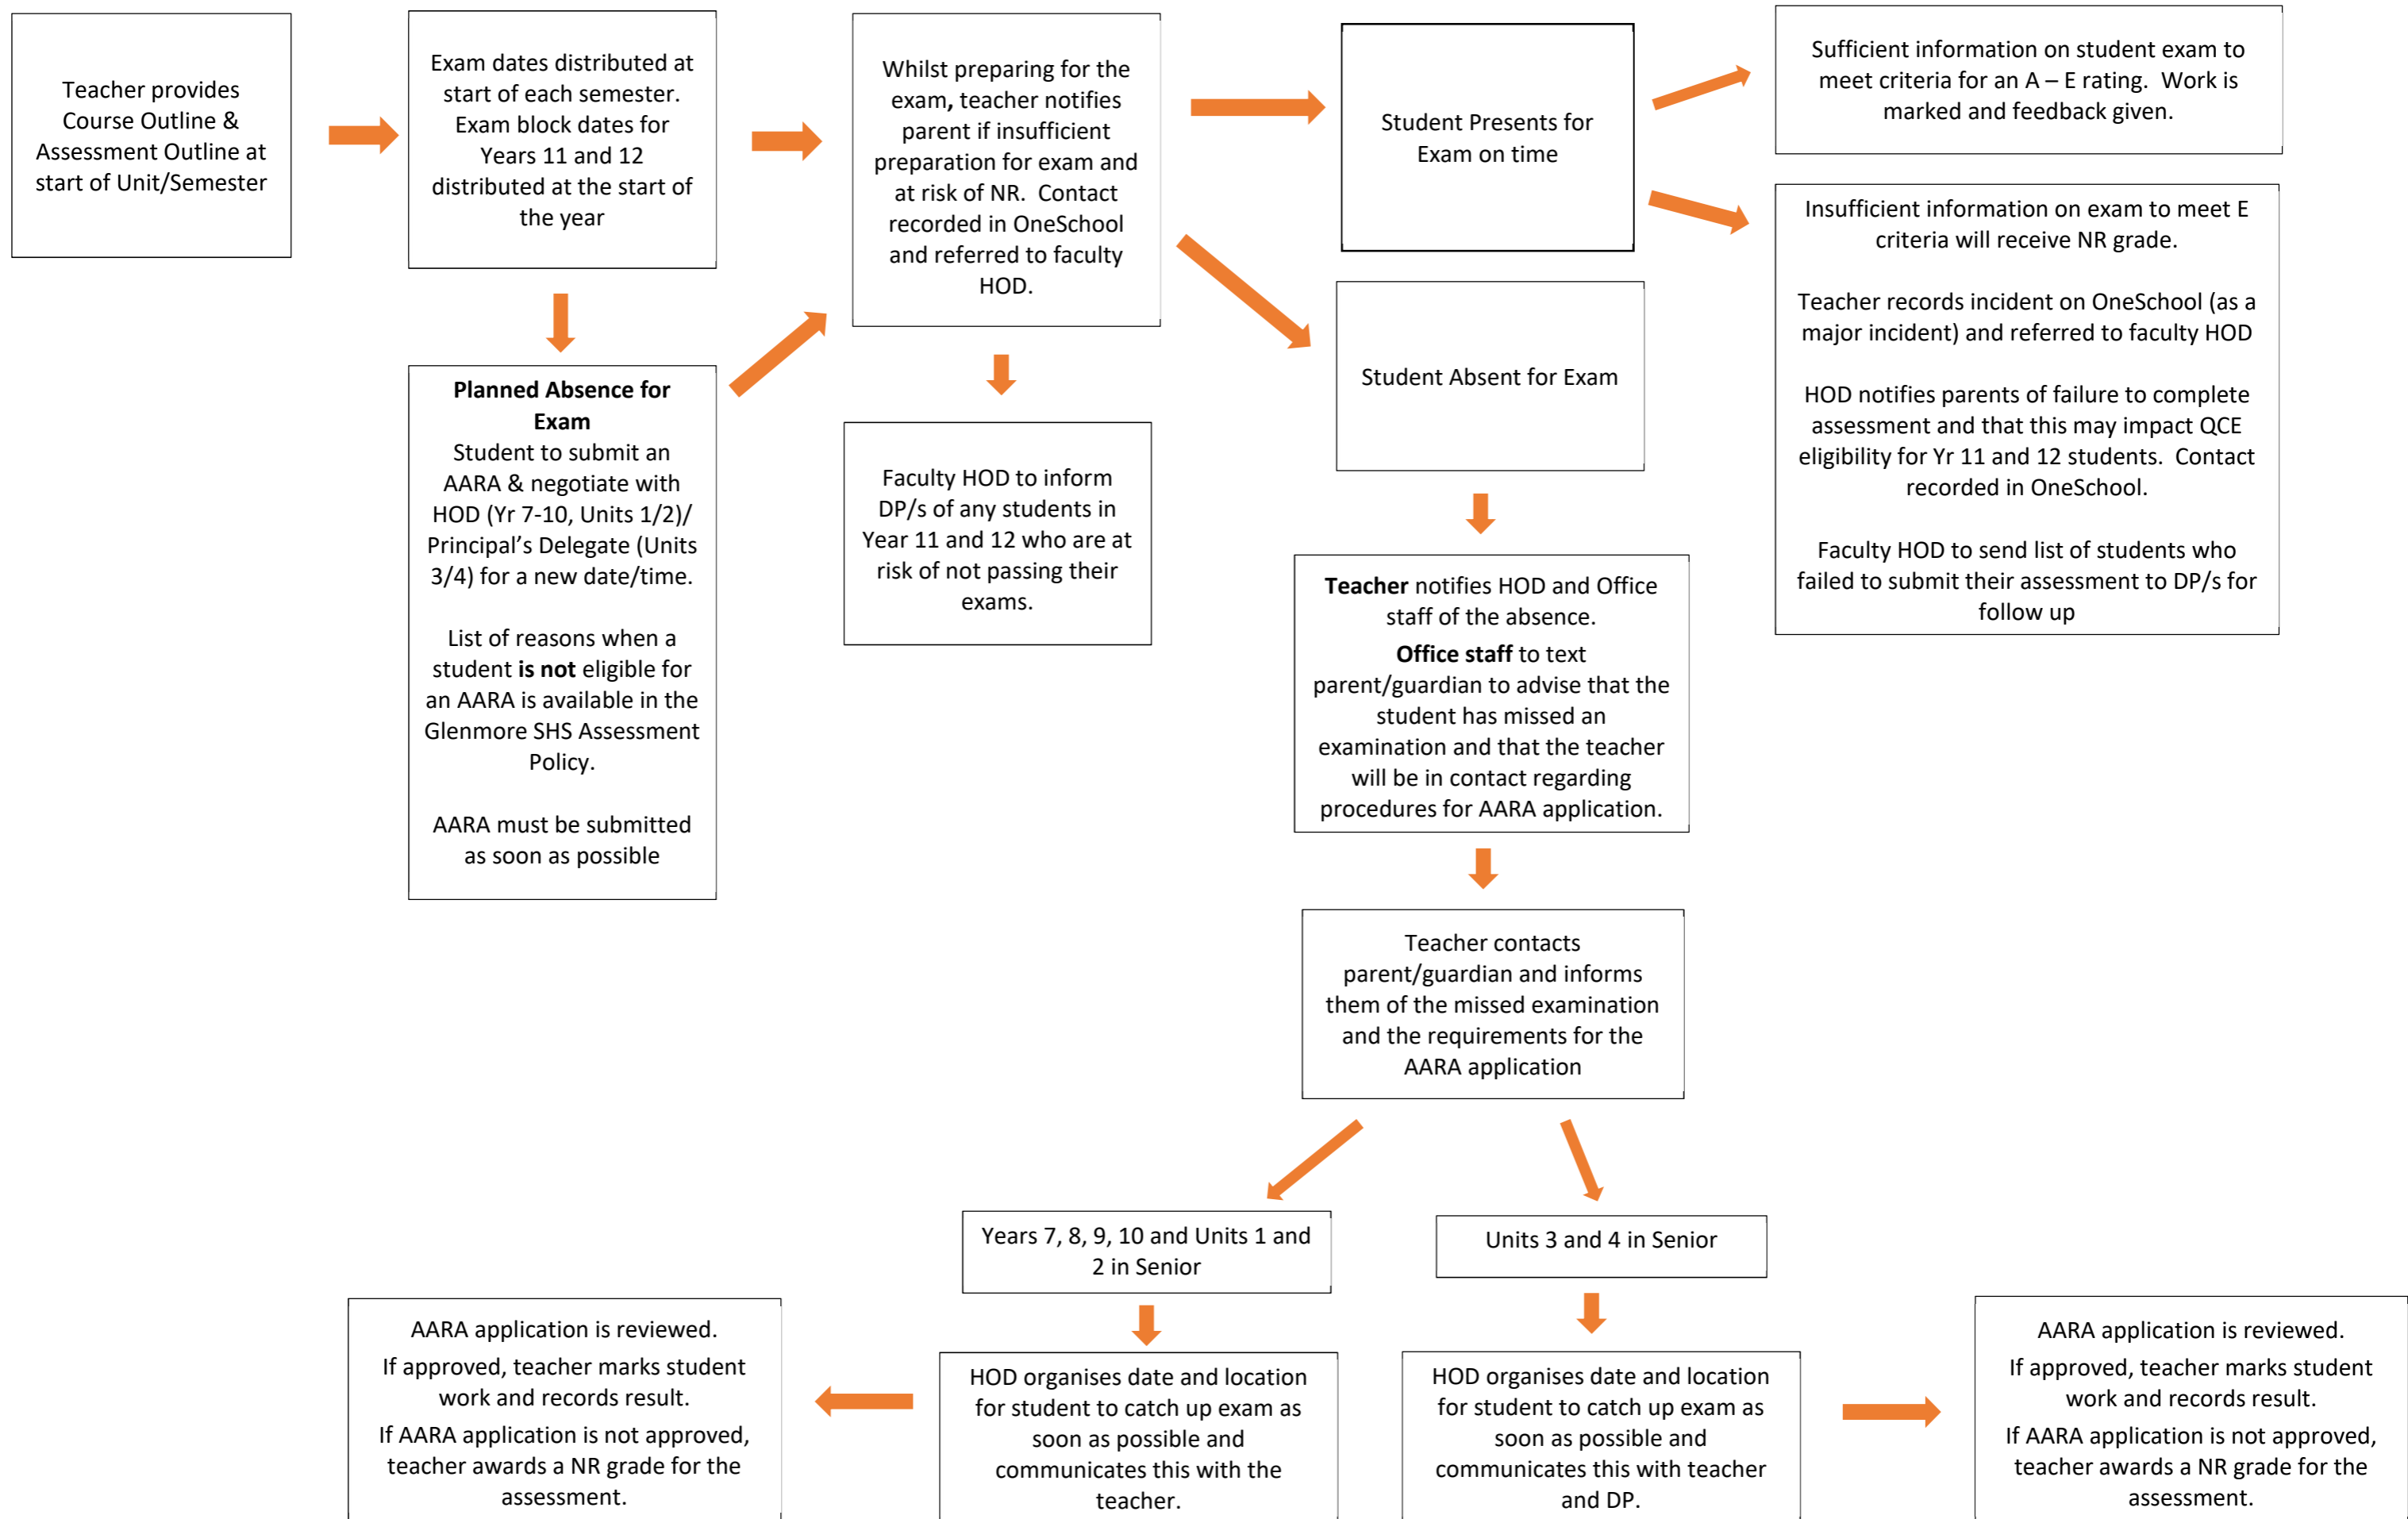 Teacher provides
Course Outline &
Assessment Outline at
start of Unit/Semester
Exam dates distributed at
start of each semester.
Exam block dates for
Years 11 and 12
distributed at the start of
the year
Whilst preparing for the
exam, teacher notifies
parent if insufficient
preparation for exam and
at risk of NR.  Contact
recorded in OneSchool
and referred to faculty
HOD.
Student Presents for
Exam on time
Sufficient information on student exam to
meet criteria for an A – E rating.  Work is
marked and feedback given.
Insufficient information on exam to meet E
criteria will receive NR grade.
Teacher records incident on OneSchool (as a
major incident) and referred to faculty HOD
HOD notifies parents of failure to complete
assessment and that this may impact QCE
eligibility for Yr 11 and 12 students.  Contact
recorded in OneSchool.
Faculty HOD to send list of students who
failed to submit their assessment to DP/s for
follow up
Planned Absence for
Exam
Student to submit an
AARA & negotiate with
HOD (Yr 7-10, Units 1/2)/
Principal’s Delegate (Units
3/4) for a new date/time.
List of reasons when a
student is not eligible for
an AARA is available in the
Glenmore SHS Assessment
Policy.
AARA must be submitted
as soon as possible
Faculty HOD to inform
DP/s of any students in
Year 11 and 12 who are at
risk of not passing their
exams.
Student Absent for Exam
Teacher notifies HOD and Office
staff of the absence.
Office staff to text
parent/guardian to advise that the
student has missed an
examination and that the teacher
will be in contact regarding
procedures for AARA application.
Teacher contacts
parent/guardian and informs
them of the missed examination
and the requirements for the
AARA application
Years 7, 8, 9, 10 and Units 1 and
2 in Senior
Units 3 and 4 in Senior
AARA application is reviewed.
If approved, teacher marks student
work and records result.
If AARA application is not approved,
teacher awards a NR grade for the
assessment.
HOD organises date and location
for student to catch up exam as
soon as possible and
communicates this with the
teacher.
HOD organises date and location
for student to catch up exam as
soon as possible and
communicates this with teacher
and DP.
AARA application is reviewed.
If approved, teacher marks student
work and records result.
If AARA application is not approved,
teacher awards a NR grade for the
assessment.